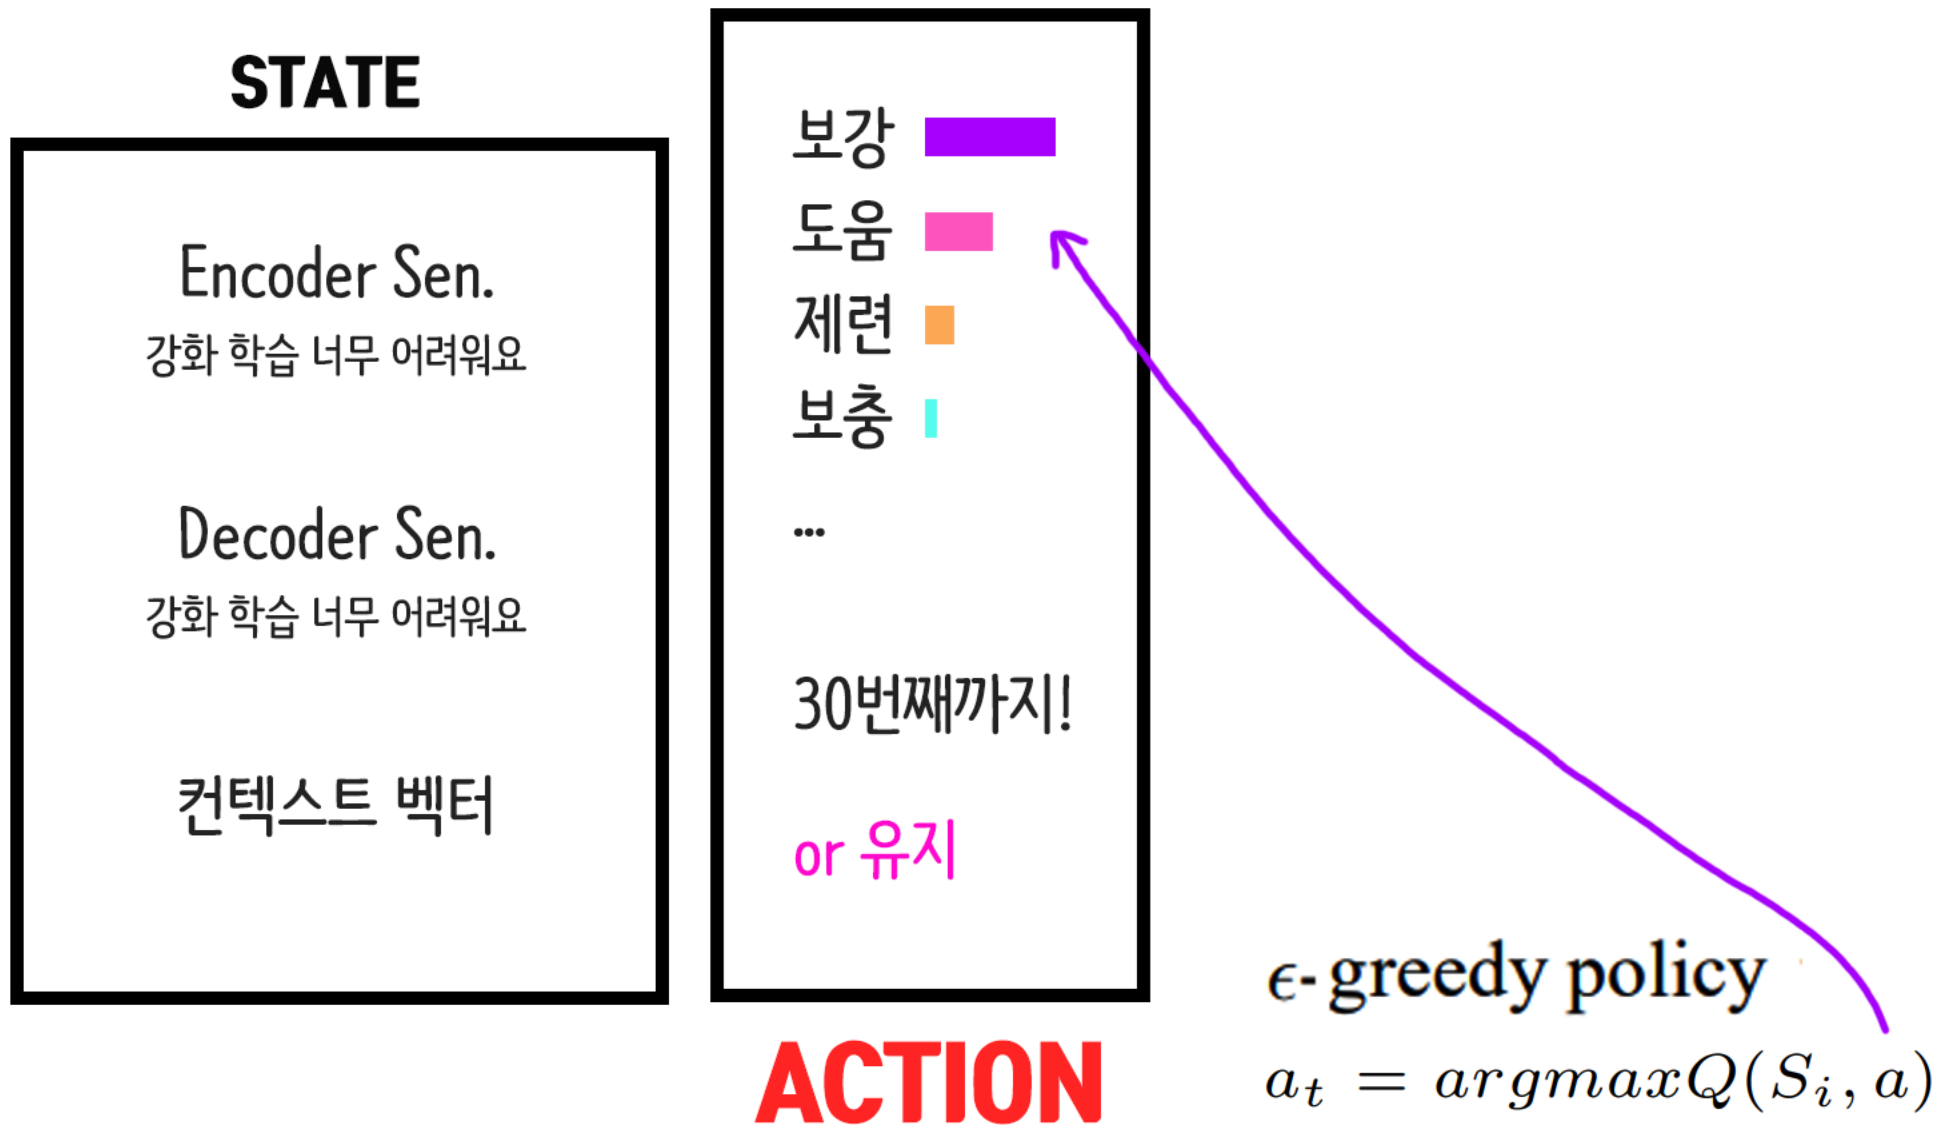 STATE
Encoder Sen.
강화 학습 너무 어려워요
Decoder Sen.
강화 학습 너무 어려워요
컨텍스트 벡터
보강
도움
제련
보충
...
30번째까지!
or 유지
ACTION
ϵ-greedy policy
a_t = argmaxQ(S_i, a)